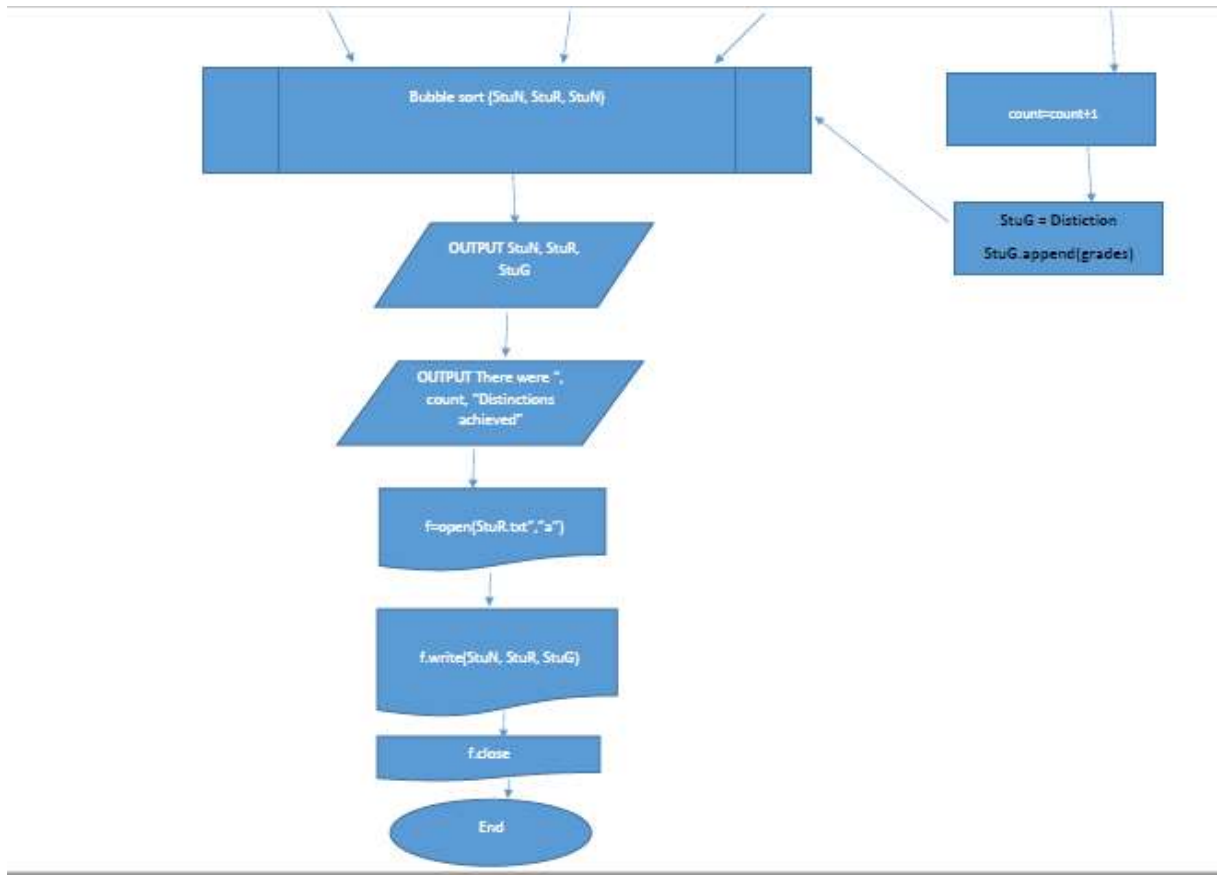 Bubble sort (StuN, StuR, StuN)
count=count+1
StuG = Distiction
StuG.append(grades)
OUTPUT StuN, StuR,
StuG
OUTPUT There were ",
count, "Distinctions
achieved"
f=open(StuR.txt","a")
f.write(StuN, StuR, StuG)
f.close
End